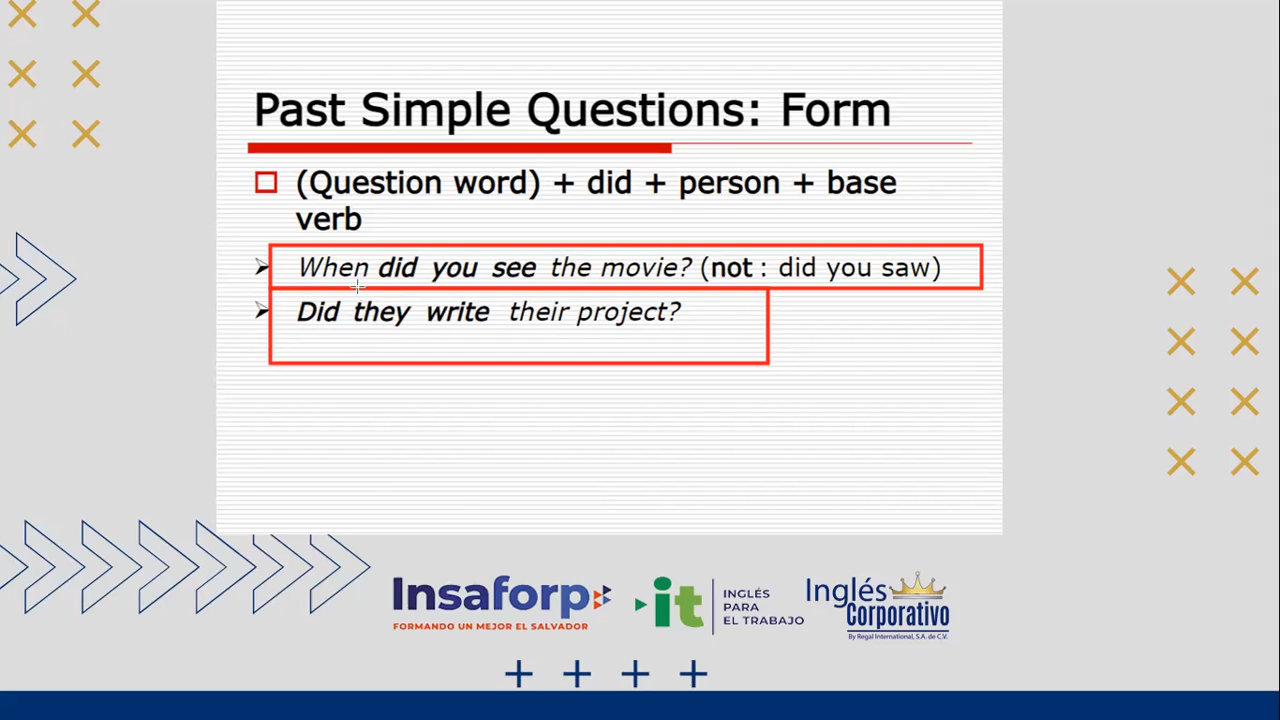 Past Simple Questions: Form
(Question word) + did + person + base
verb
When did you see the movie? (not : did you saw)
Did they write their project?
Insaforp
FORMANDO UN MEJOR EL SALVADOR
it
INGLÉS
PARA
EL TRABAJO
Inglés
Corporativo
By Regal International, S.A. de C.V.